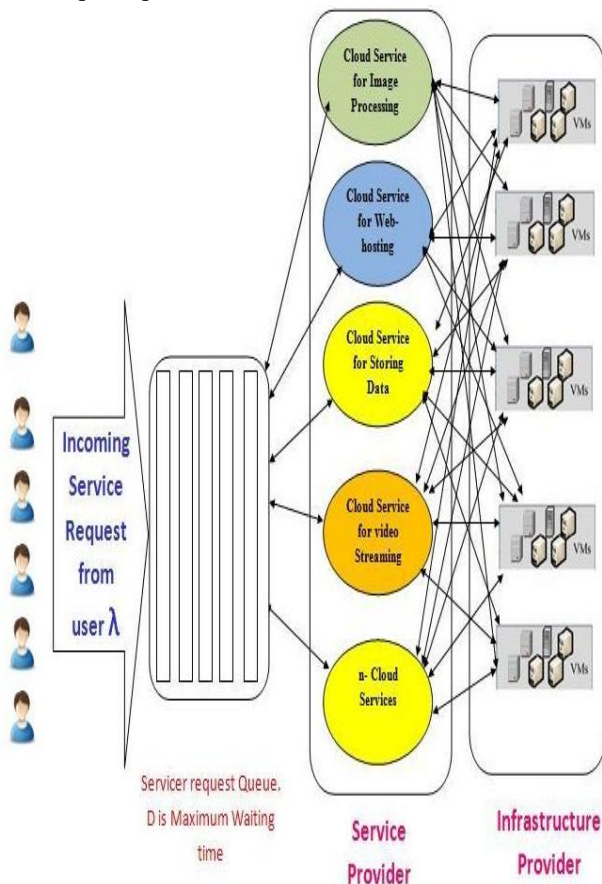 Cloud Service
for Image
Processing
Cloud Service
for Web-
hosting
Cloud Service
for Storing
Data
Cloud Service
for video
Streaming
n- Cloud
Services
VMs
VMs
VMs
VMs
VMs
Incoming
Service
Request
from
user λ
Servicer request Queue.
D is Maximum Waiting
time
Service
Provider
Infrastructure
Provider